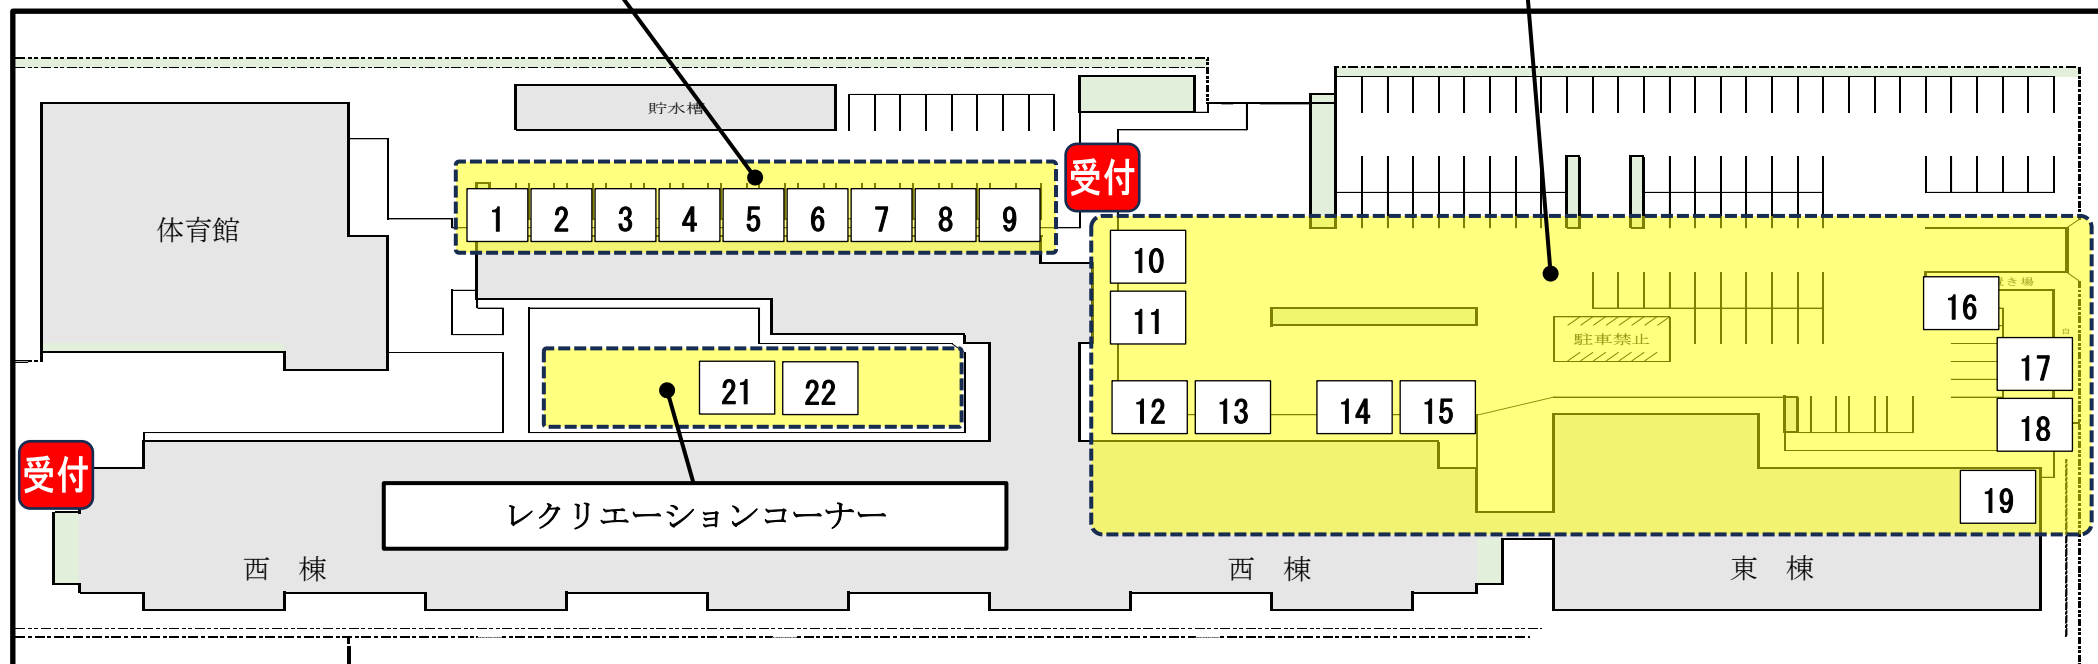 貯水槽
受付
体育館
1 2 3 4 5 6 7 8 9
10
き場
16
11
駐車禁止
17
21 22
12 13 14 15
18
受付
19
レクリエーションコーナー
西 棟
西 棟
東 棟